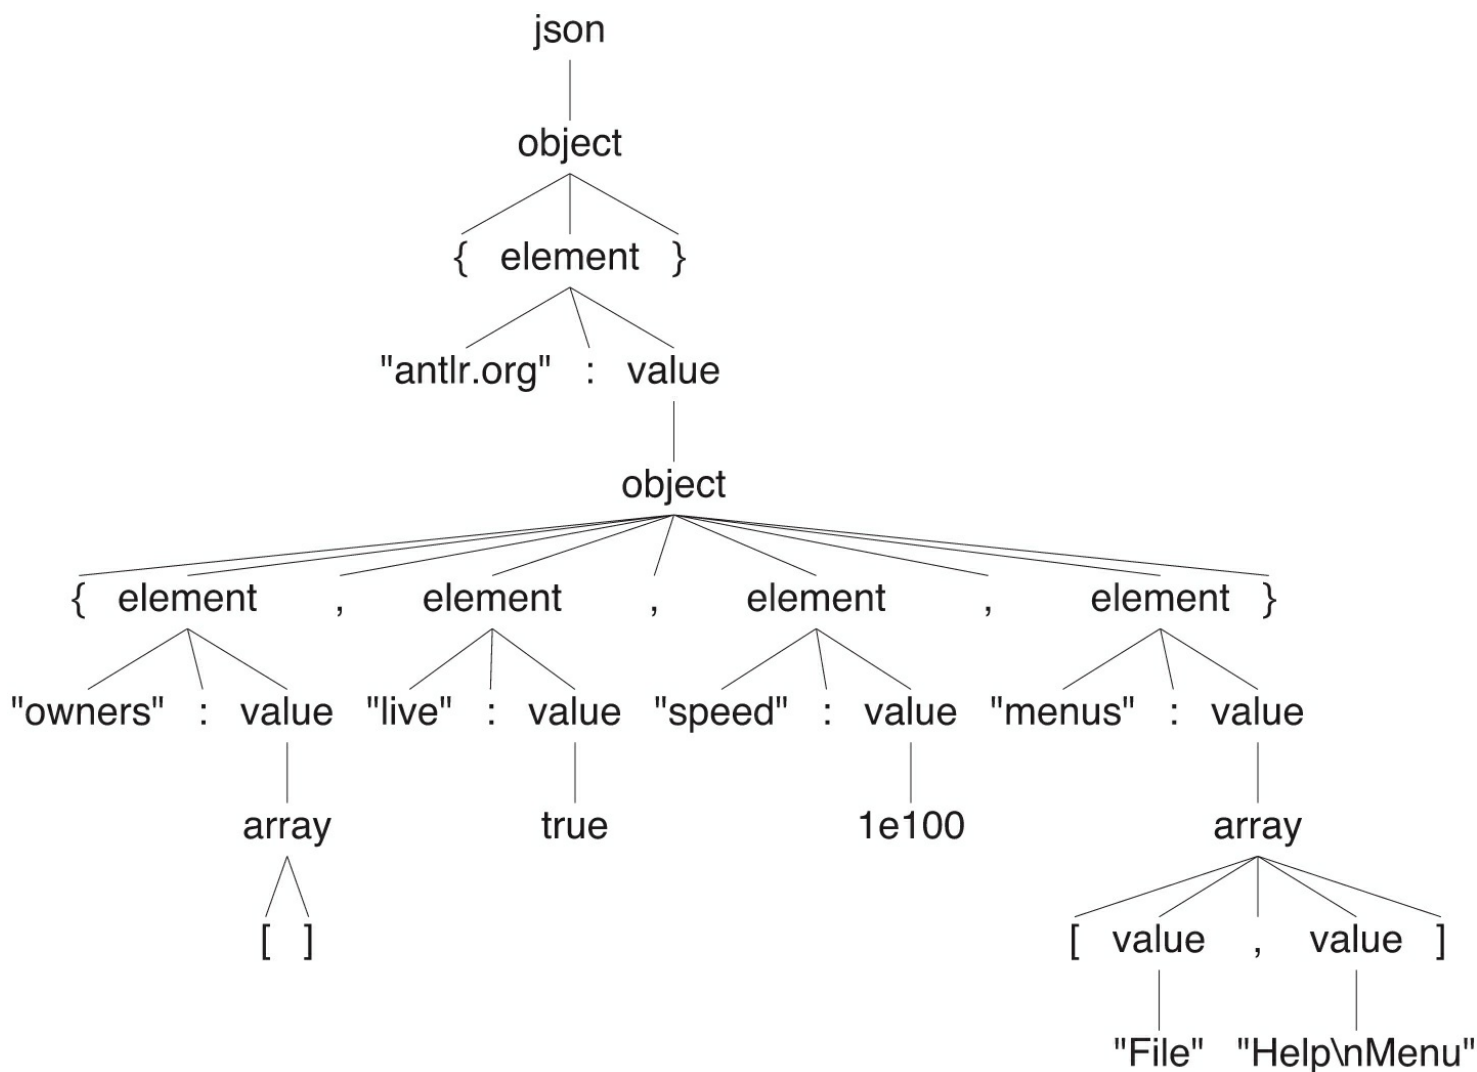 json
object
{ element }
"antlr.org" : value
object
{ element , element , element , element }
"owners" : value "live" : value "speed" : value "menus" : value
array true 1e100 array
[ ] [ value , value ]
"File" "Help\nMenu"